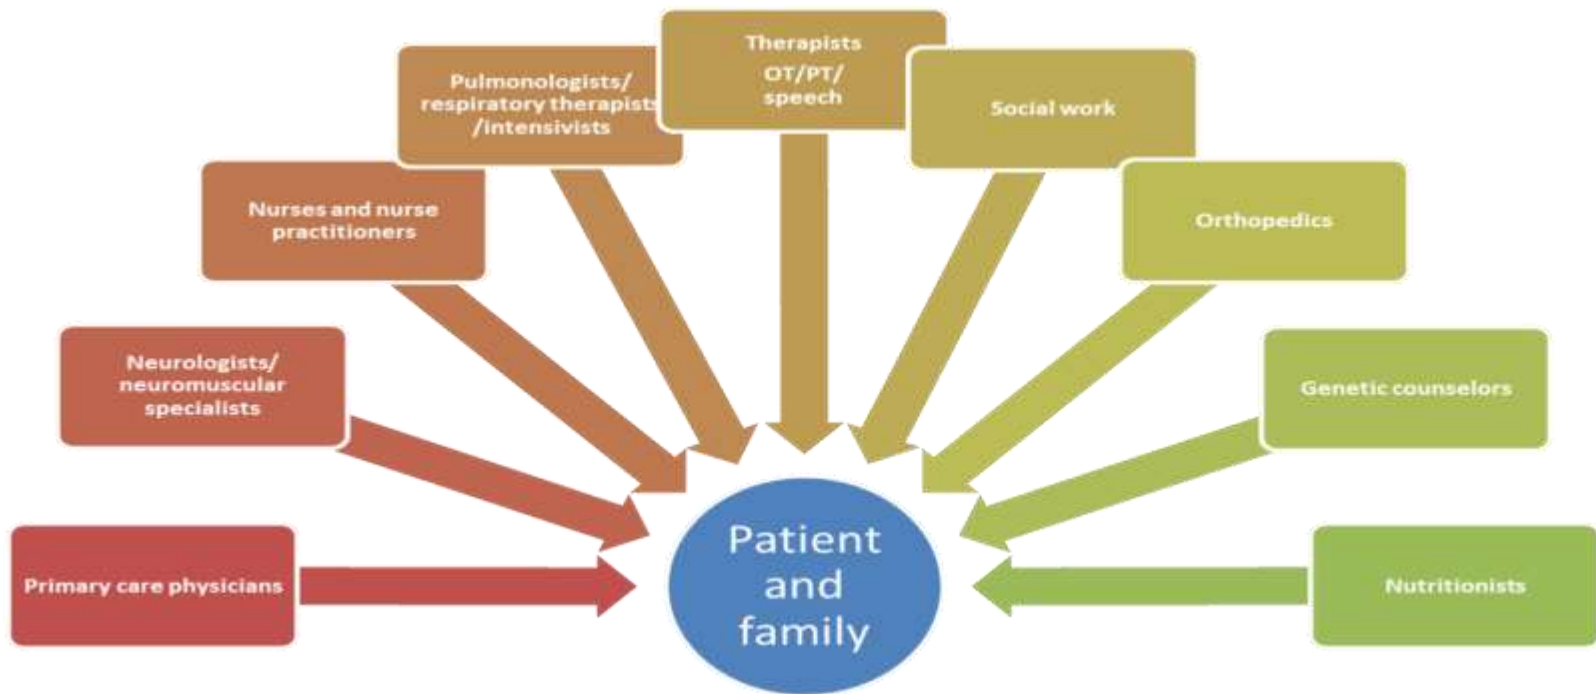 Therapists
OT/PT/
speech
Pulmonologists/
respiratory therapists
/intensivists
Social work
Nurses and nurse
practitioners
Orthopedics
Neurologists/
neuromuscular
specialists
Genetic counselors
Primary care physicians
Nutritionists
Patient
and
family